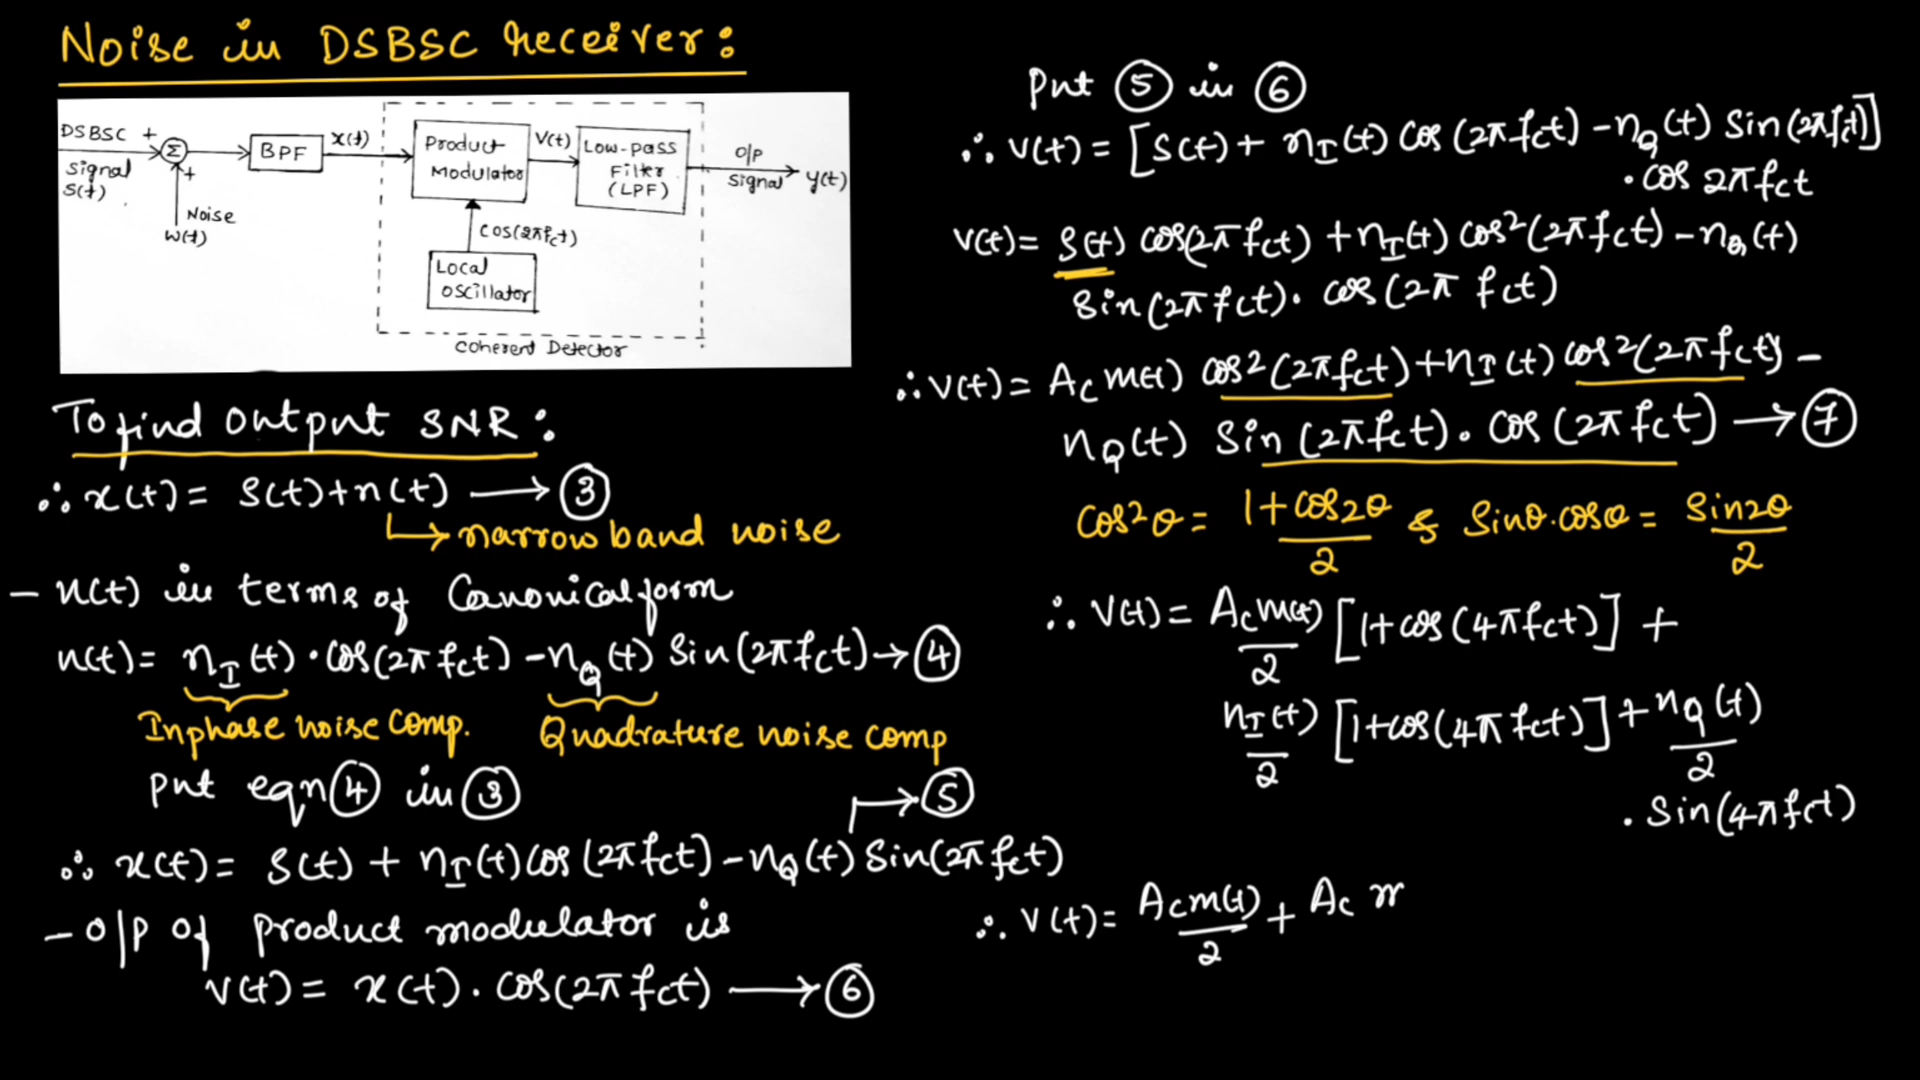 Noise in DSBSC Receiver:
DSBSC +
Signal
S(t)
Σ
+
Noise
W(t)
BPF
x(t)
Product
Modulator
V(t)
Low-pass
Filter
(LPF)
O/P
Signal
y(t)
cos(2πfct)
Local
Oscillator
Coherent Detector
To find Output SNR:
∴ x(t) = S(t)+n(t) → ③
↳ narrow band noise
- n(t) in terms of Canonical form
n(t) = nI(t)·cos(2πfct) - nQ(t) Sin(2πfct) → ④
Inphase noise comp. Quadrature noise comp
Put eqn ④ in ③
→ ⑤
∴ x(t) = S(t) + nI(t) cos(2πfct) - nQ(t) Sin(2πfct)
- O/P of product modulator is
V(t) = x(t) · cos(2πfct) → ⑥
Put ⑤ in ⑥
∴ V(t) = [S(t) + nI(t) cos(2πfct) - nQ(t) Sin(2πfct)]
· cos 2πfct
V(t) = S(t) cos(2πfct) + nI(t) cos²(2πfct) - nQ(t)
Sin(2πfct) · cos(2πfct)
∴ V(t) = Ac m(t) cos²(2πfct) + nI(t) cos²(2πfct) -
nQ(t) Sin(2πfct) · cos(2πfct) → ⑦
cos²θ = (1+cos2θ)/2 & Sinθ·cosθ = Sin2θ/2
∴ V(t) = Ac m(t)/2 [1+cos(4πfct)] +
nI(t)/2 [1+cos(4πfct)] + nQ(t)/2
· Sin(4πfct)
∴ V(t) = Ac m(t)/2 + Ac